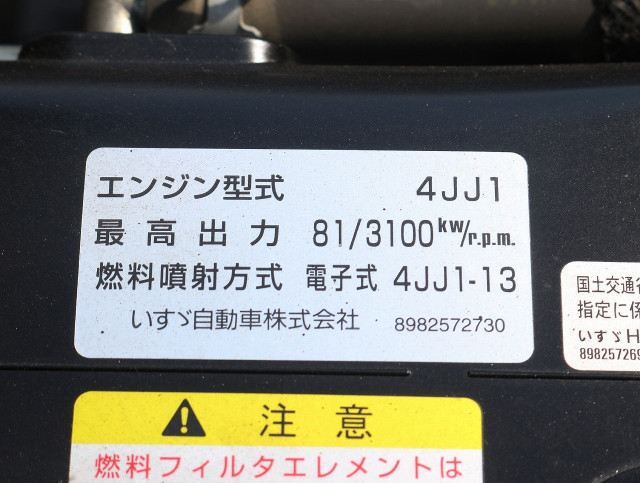 エンジン型式 4JJ1
最高出力 81/3100kw/r.p.m.
燃料噴射方式 電子式 4JJ1-13
いすゞ自動車株式会社 8982572730
国土交通省
指定に係
いすゞH
898257269
注意
燃料フィルタエレメントは